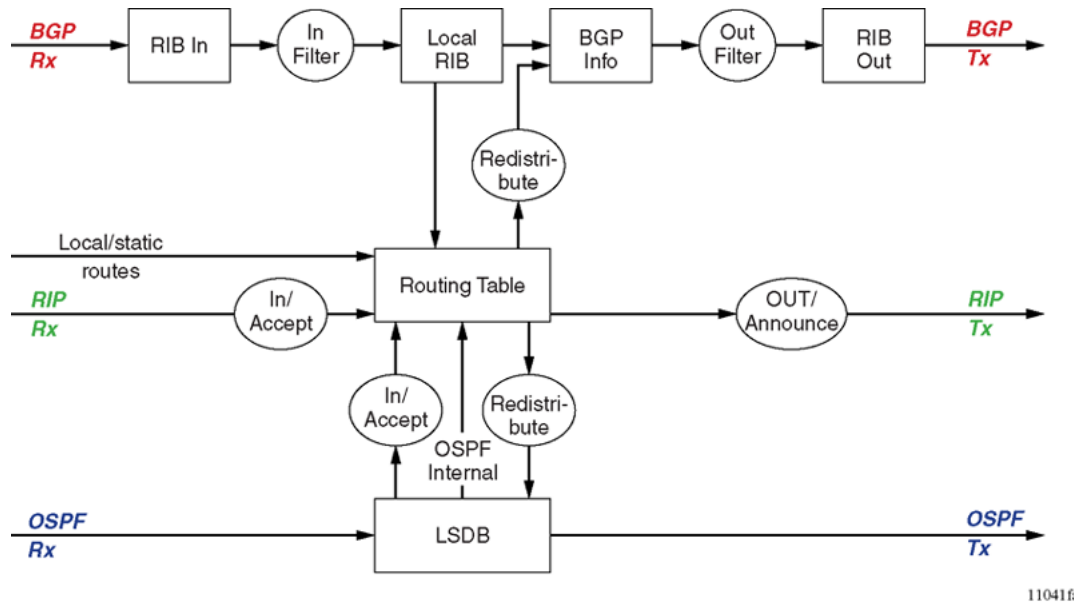 BGP
Rx
RIB In
In
Filter
Local
RIB
BGP
Info
Out
Filter
RIB
Out
BGP
Tx
Redistri-
bute
Local/static
routes
Routing Table
RIP
Rx
In/
Accept
OUT/
Announce
RIP
Tx
In/
Accept
Redistri-
bute
OSPF
Internal
OSPF
Rx
LSDB
OSPF
Tx